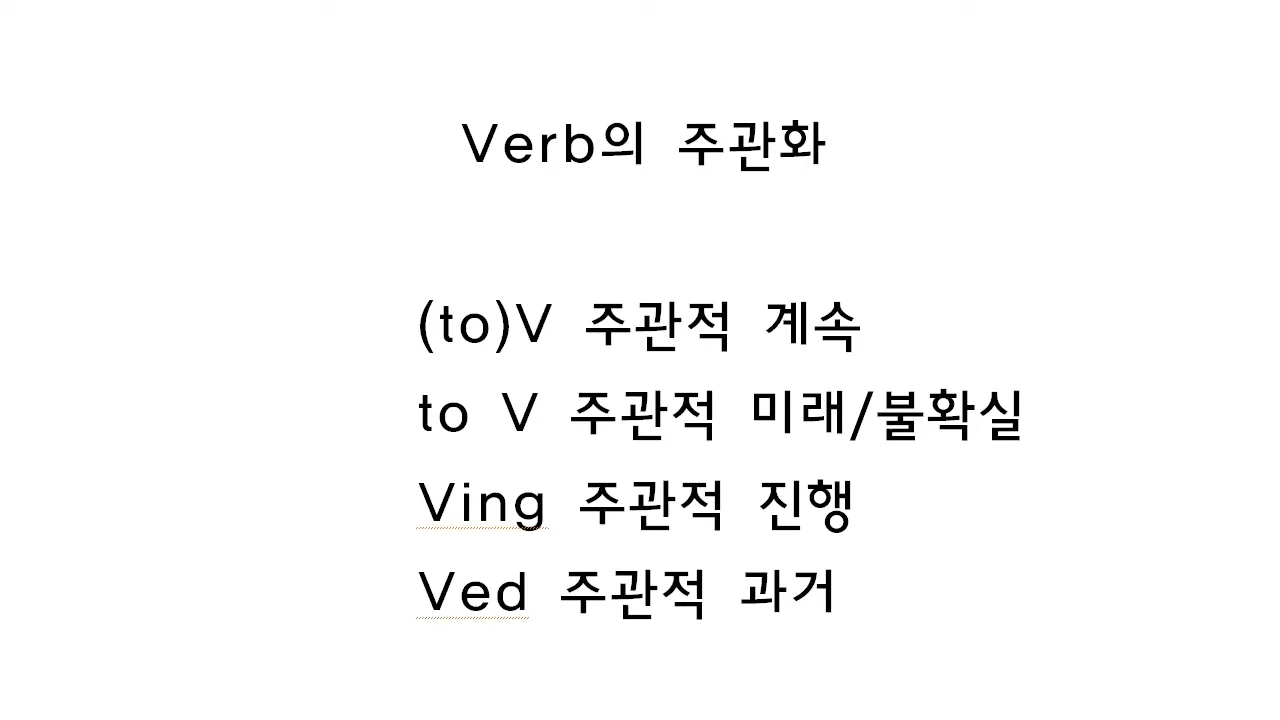 Verb의 주관화
(to)V 주관적 계속
to V 주관적 미래/불확실
Ving 주관적 진행
Ved 주관적 과거